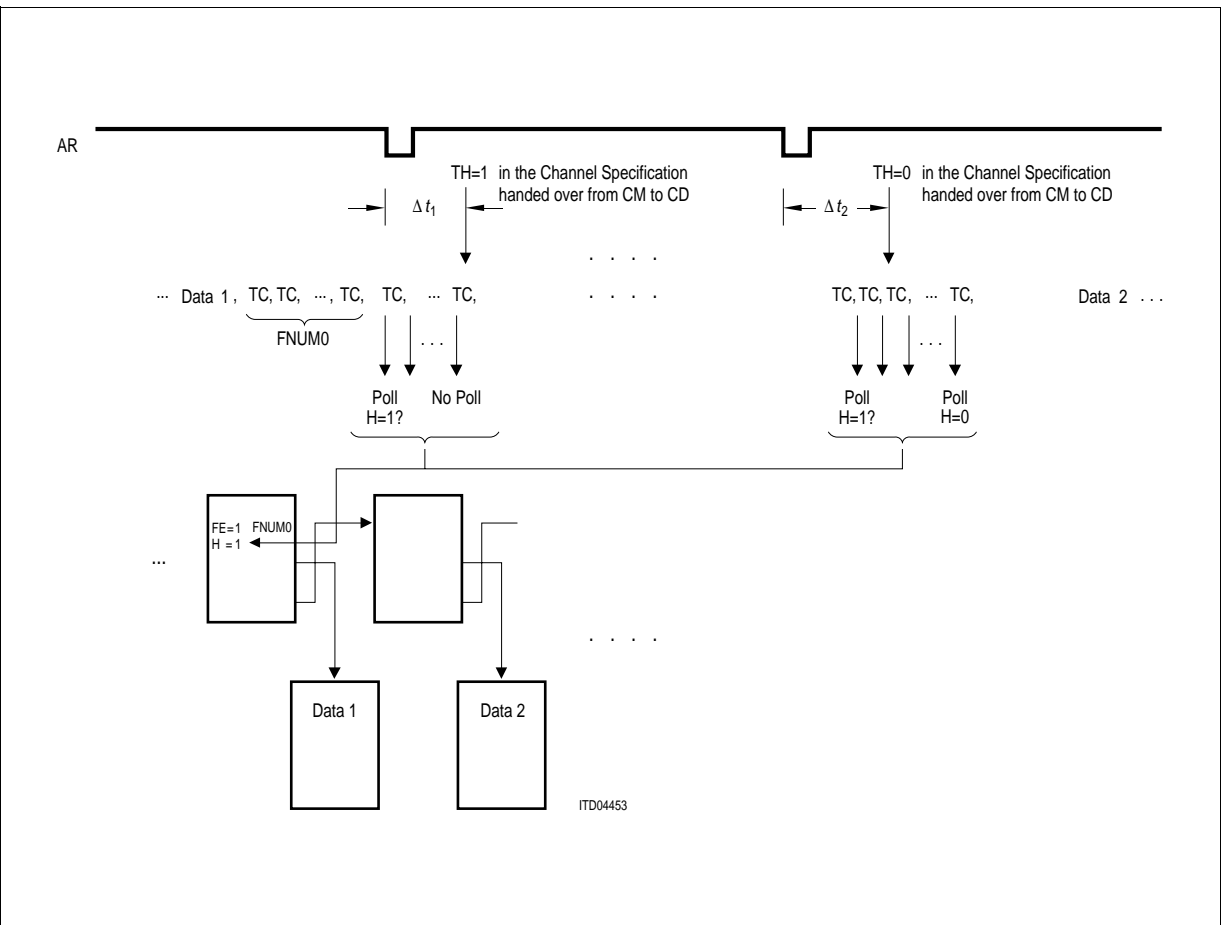 AR
TH=1 in the Channel Specification
handed over from CM to CD
TH=0 in the Channel Specification
handed over from CM to CD
Δ t1
Δ t2
. . . .
... Data 1 , TC, TC, ... , TC, TC, ... TC,
. . . .
TC, TC, TC, ... TC,
Data 2 . . .
FNUM0
. . .
. . .
Poll
H=1?
No Poll
Poll
H=1?
Poll
H=0
FE=1 FNUM0
H =1
...
. . . .
Data 1
Data 2
ITD04453